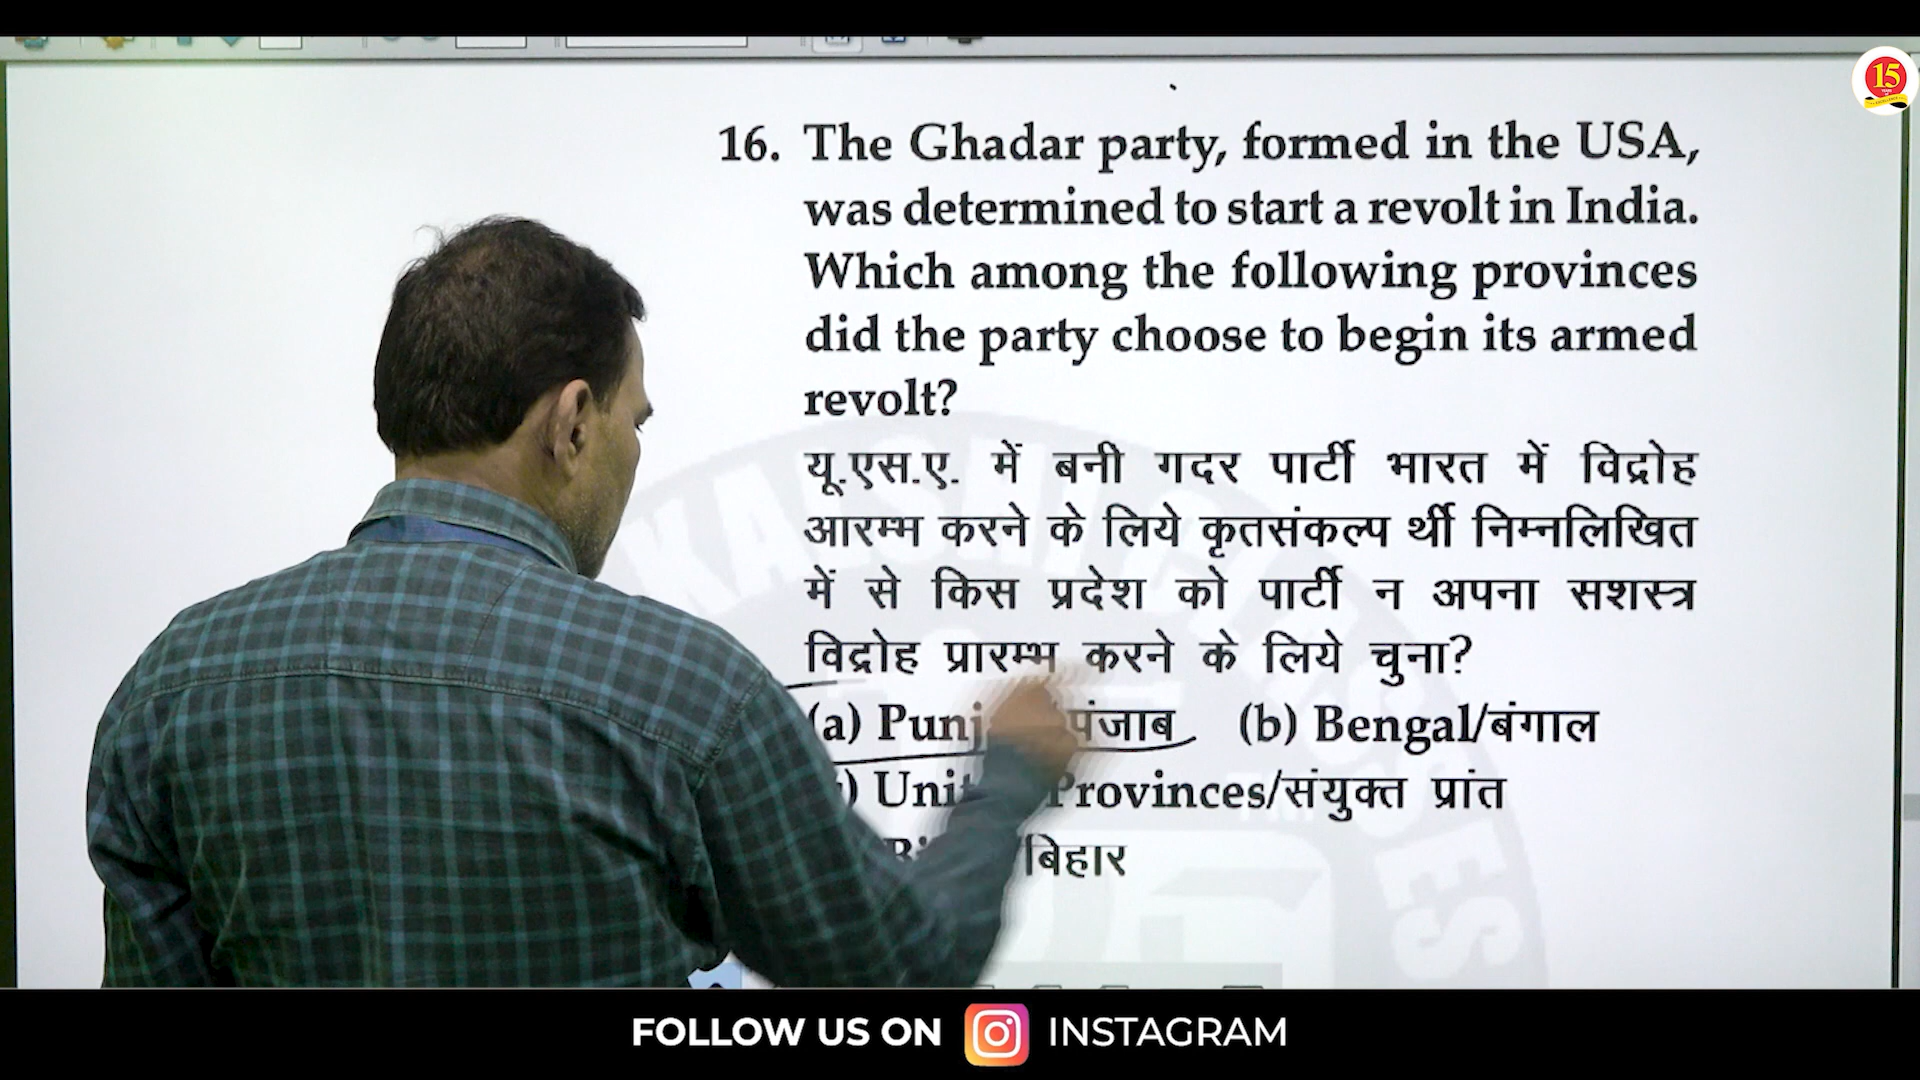 15
16. The Ghadar party, formed in the USA,
was determined to start a revolt in India.
Which among the following provinces
did the party choose to begin its armed
revolt?
यू.एस.ए. में बनी गदर पार्टी भारत में विद्रोह
आरम्भ करने के लिये कृतसंकल्प र्थी निम्नलिखित
में से किस प्रदेश को पार्टी न अपना सशस्त्र
विद्रोह प्रारम्भ करने के लिये चुना?
(a) पंजाब (b) Bengal/बंगाल
Provinces/संयुक्त प्रांत
बिहार
FOLLOW US ON INSTAGRAM